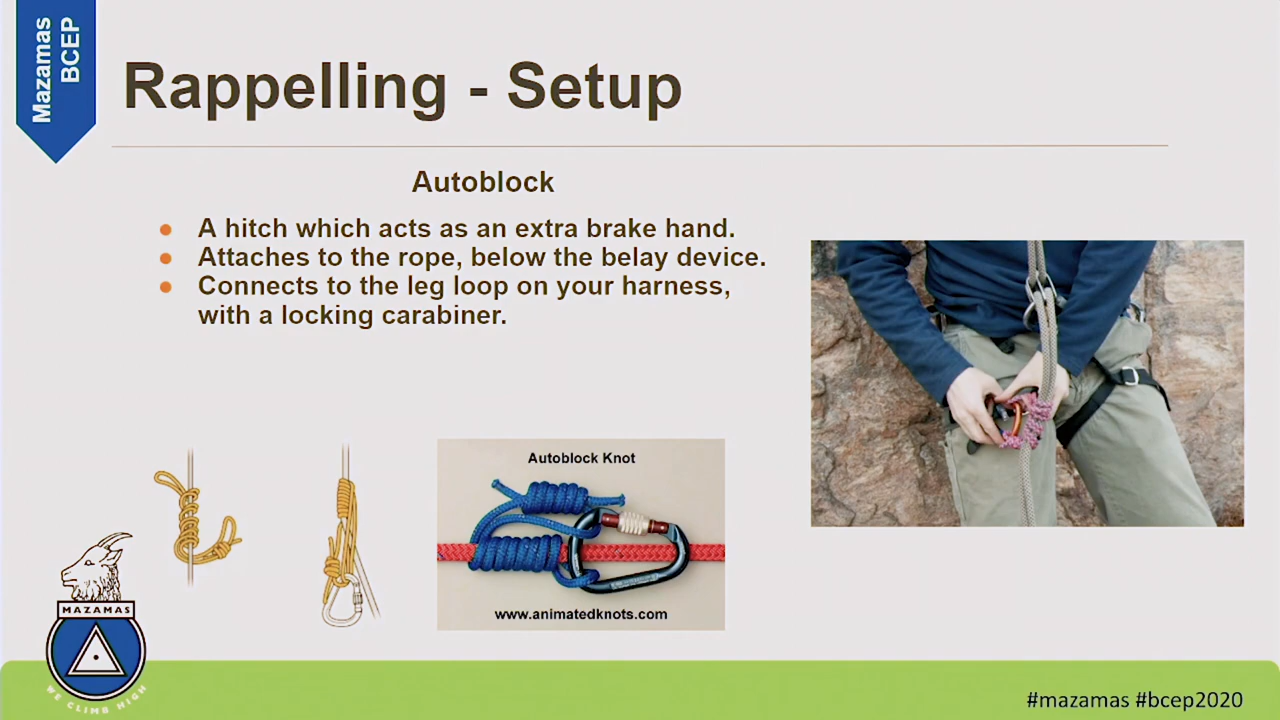 Mazamas
BCEP
Rappelling - Setup
Autoblock
A hitch which acts as an extra brake hand.
Attaches to the rope, below the belay device.
Connects to the leg loop on your harness,
with a locking carabiner.
Autoblock Knot
www.animatedknots.com
MAZAMAS
WE CLIMB HIGH
#mazamas #bcep2020